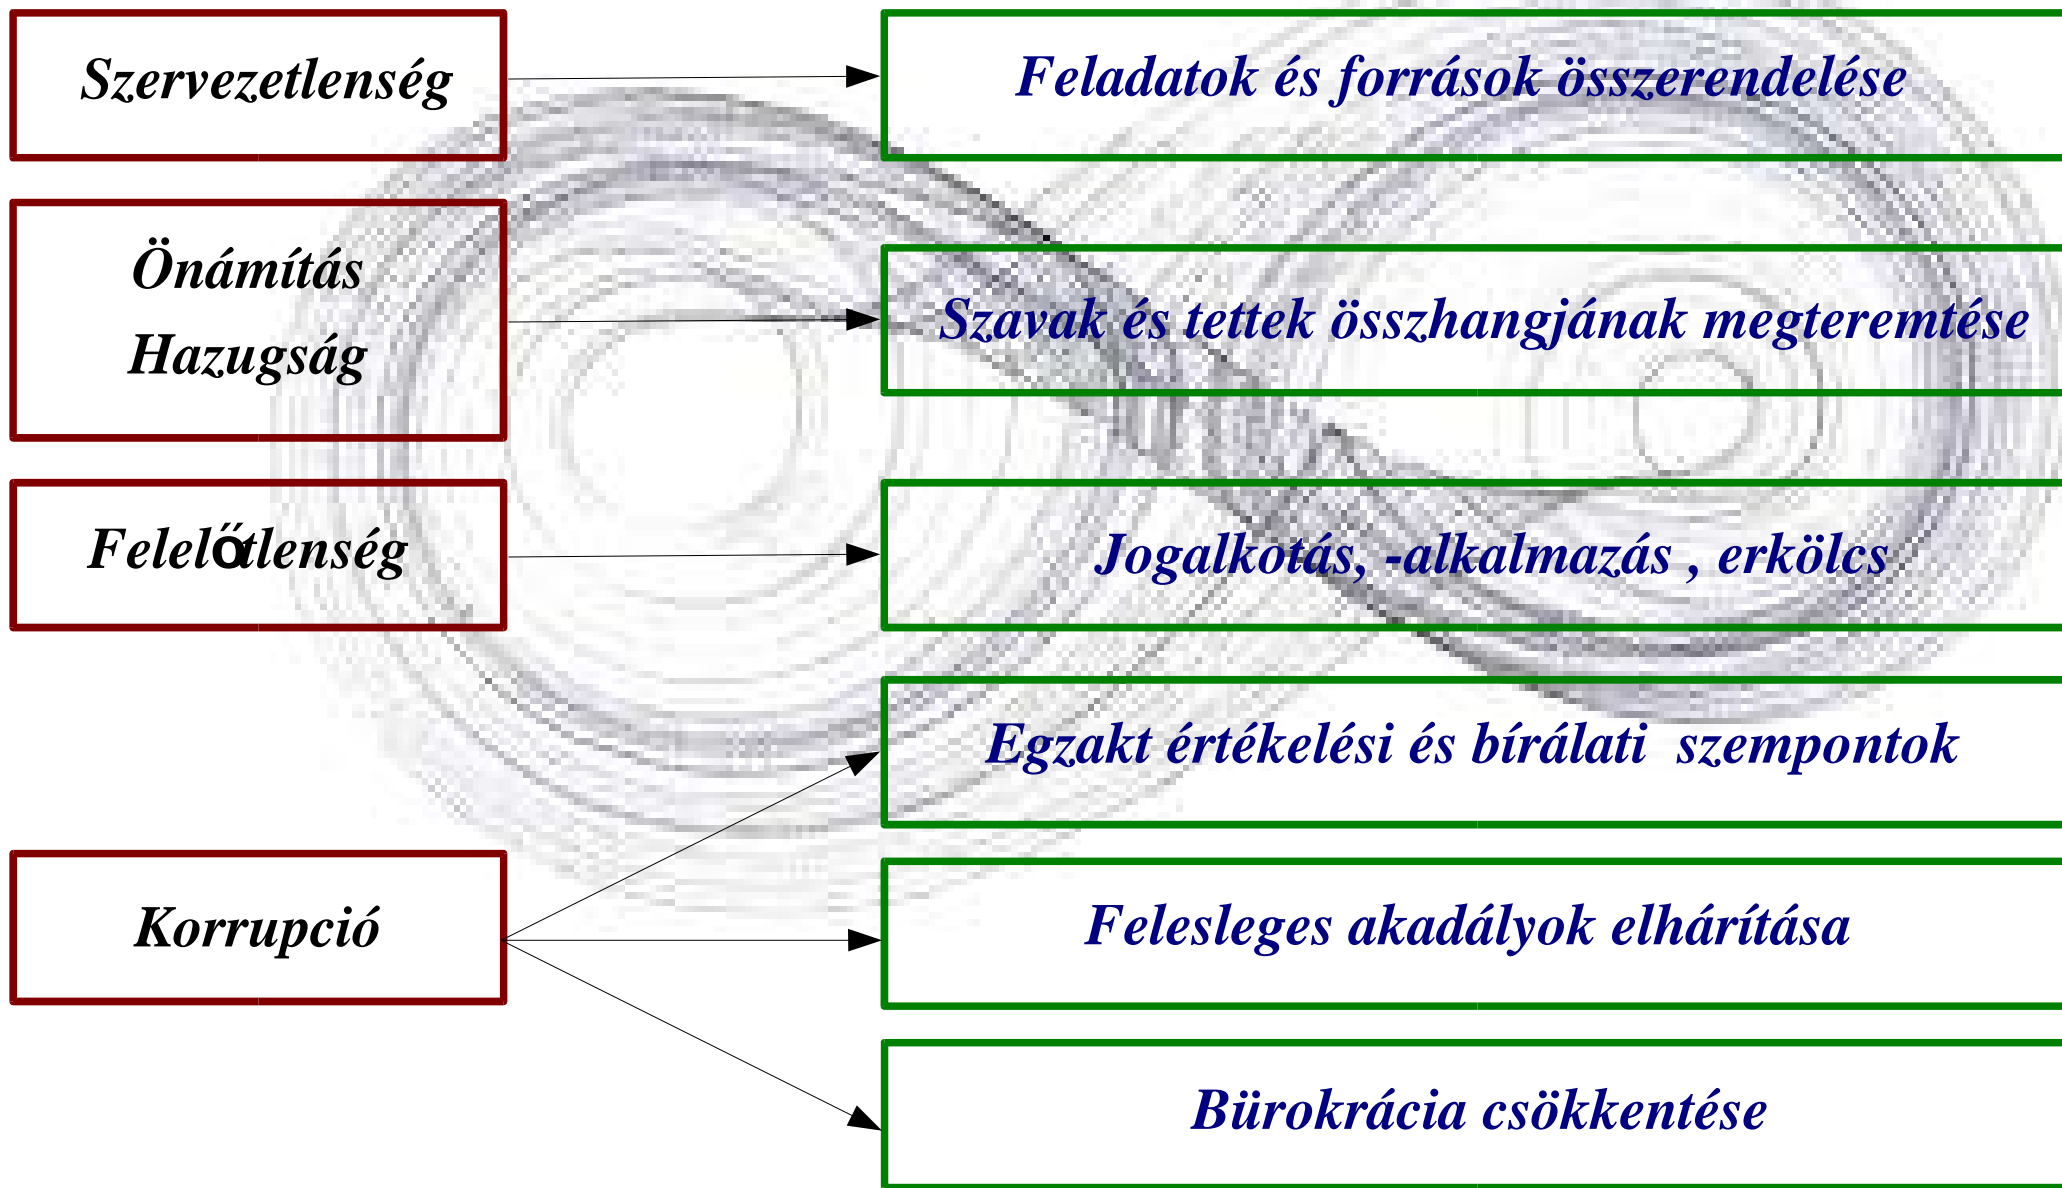 Szervezetlenség
Feladatok és források összerendelése
Önámítás
Hazugság
Szavak és tettek összhangjának megteremtése
Felelőtlenség
Jogalkotás, -alkalmazás , erkölcs
Egzakt értékelési és bírálati  szempontok
Korrupció
Felesleges akadályok elhárítása
Bürokrácia csökkentése